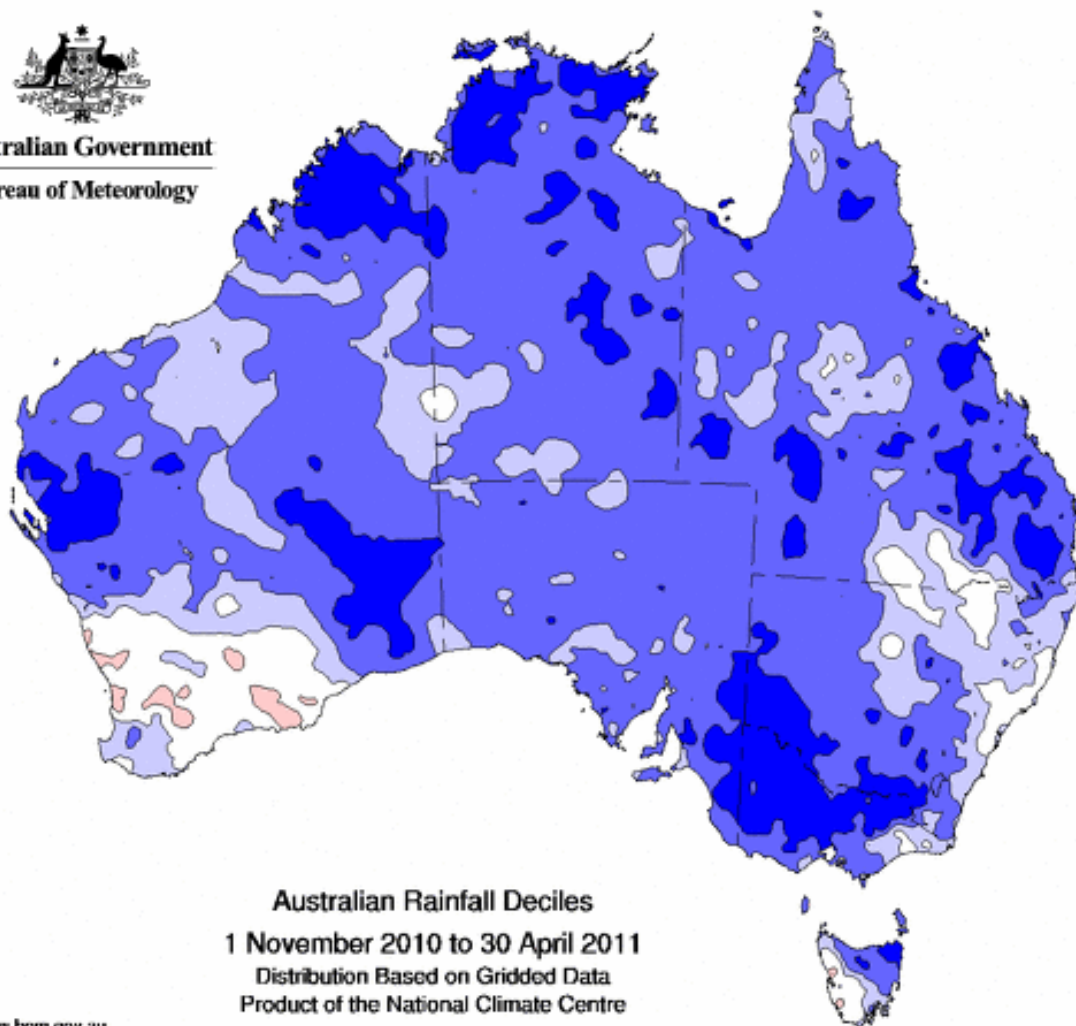 tralian Government
reau of Meteorology
Australian Rainfall Deciles
1 November 2010 to 30 April 2011
Distribution Based on Gridded Data
Product of the National Climate Centre